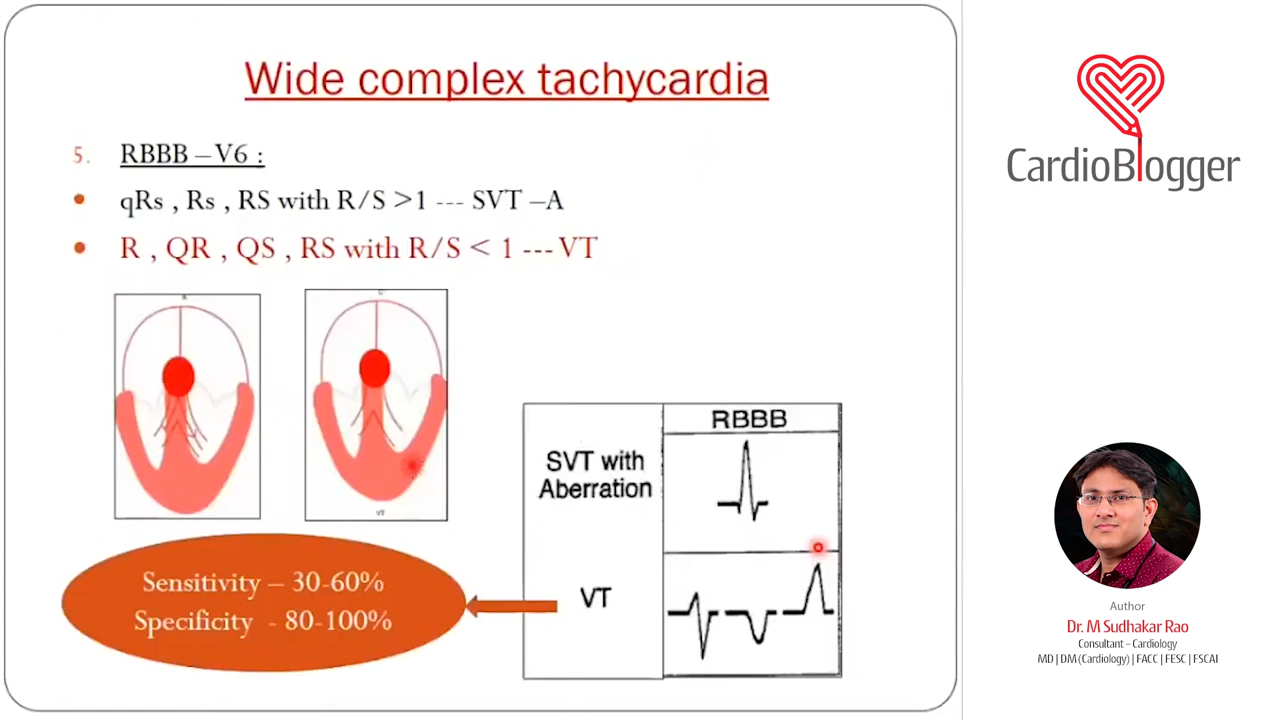 Wide complex tachycardia
5. RBBB – V6 :
• qRs , Rs , RS with R/S >1 --- SVT –A
• R , QR , QS , RS with R/S < 1 --- VT
VT
Sensitivity – 30-60%
Specificity - 80-100%
RBBB
SVT with
Aberration
VT
CardioBlogger
Author
Dr. M Sudhakar Rao
Consultant – Cardiology
MD | DM (Cardiology) | FACC | FESC | FSCAI